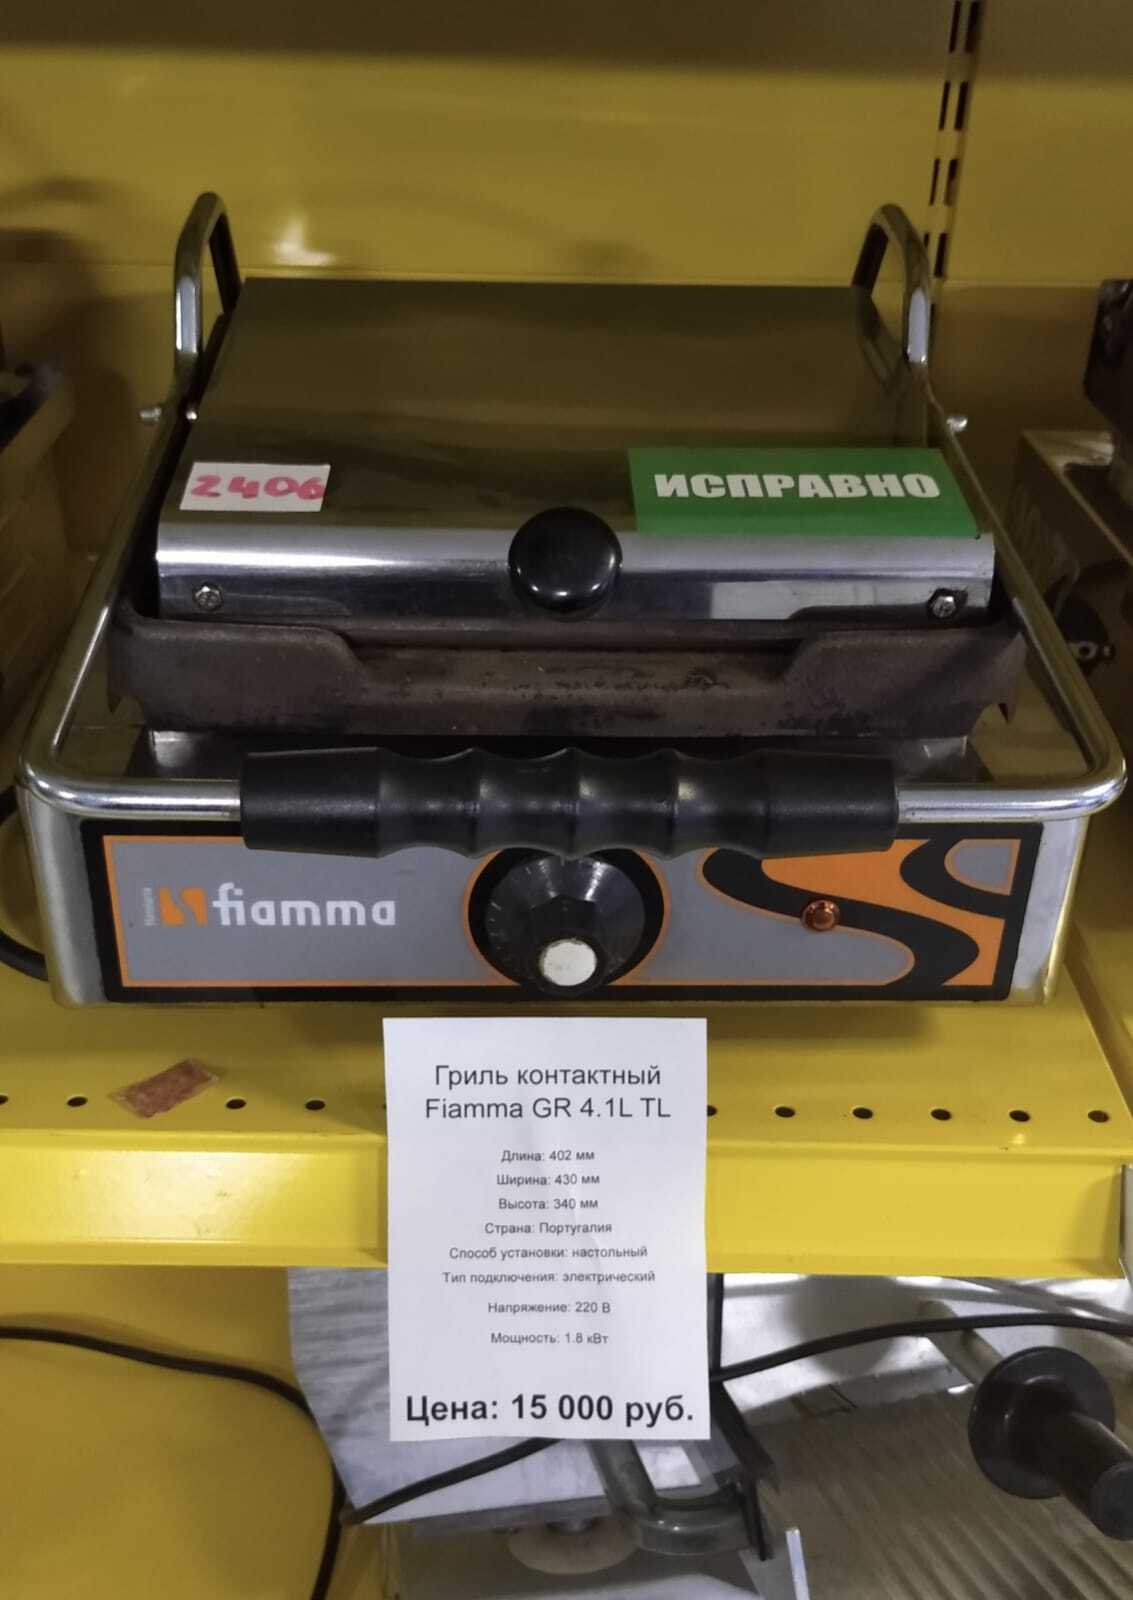 2406
ИСПРАВНО
fiamma
Гриль контактный
Fiamma GR 4.1L TL
Длина: 402 мм
Ширина: 430 мм
Высота: 340 мм
Страна: Португалия
Способ установки: настольный
Тип подключения: электрический
Напряжение: 220 В
Мощность: 1.8 кВт
Цена: 15 000 руб.